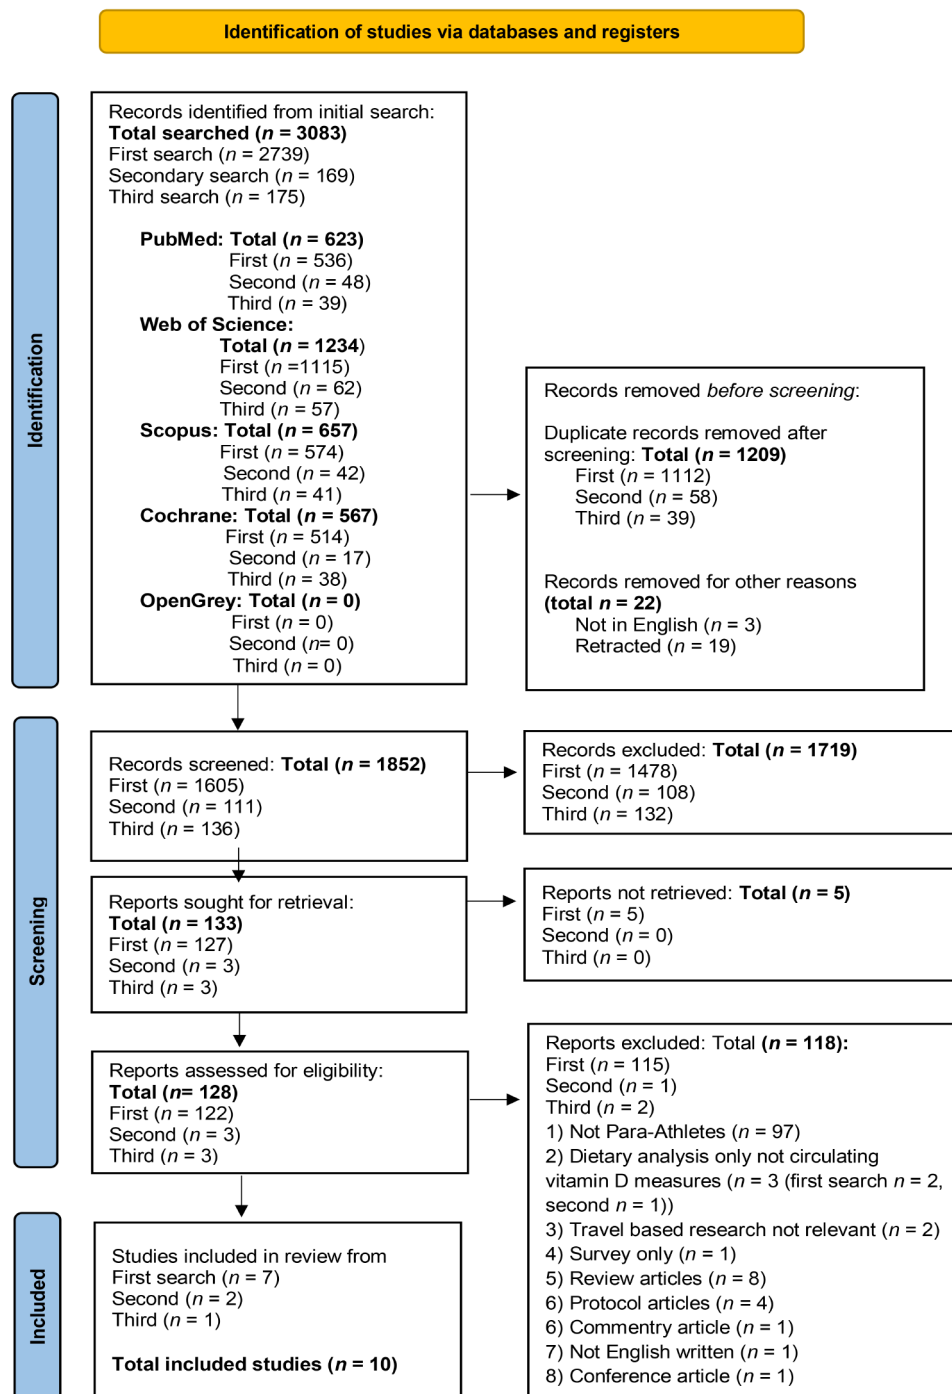 Identification of studies via databases and registers
Identification
Records identified from initial search:
Total searched (n = 3083)
First search (n = 2739)
Secondary search (n = 169)
Third search (n = 175)
PubMed: Total (n = 623)
First (n = 536)
Second (n = 48)
Third (n = 39)
Web of Science:
Total (n = 1234)
First (n =1115)
Second (n = 62)
Third (n = 57)
Scopus: Total (n = 657)
First (n = 574)
Second (n = 42)
Third (n = 41)
Cochrane: Total (n = 567)
First (n = 514)
Second (n = 17)
Third (n = 38)
OpenGrey: Total (n = 0)
First (n = 0)
Second (n= 0)
Third (n = 0)
Records removed before screening:
Duplicate records removed after
screening: Total (n = 1209)
First (n = 1112)
Second (n = 58)
Third (n = 39)
Records removed for other reasons
(total n = 22)
Not in English (n = 3)
Retracted (n = 19)
Screening
Records screened: Total (n = 1852)
First (n = 1605)
Second (n = 111)
Third (n = 136)
Records excluded: Total (n = 1719)
First (n = 1478)
Second (n = 108)
Third (n = 132)
Reports sought for retrieval:
Total (n = 133)
First (n = 127)
Second (n = 3)
Third (n = 3)
Reports not retrieved: Total (n = 5)
First (n = 5)
Second (n = 0)
Third (n = 0)
Reports assessed for eligibility:
Total (n= 128)
First (n = 122)
Second (n = 3)
Third (n = 3)
Reports excluded: Total (n = 118):
First (n = 115)
Second (n = 1)
Third (n = 2)
1) Not Para-Athletes (n = 97)
2) Dietary analysis only not circulating
vitamin D measures (n = 3 (first search n = 2,
second n = 1))
3) Travel based research not relevant (n = 2)
4) Survey only (n = 1)
5) Review articles (n = 8)
6) Protocol articles (n = 4)
6) Commentry article (n = 1)
7) Not English written (n = 1)
8) Conference article (n = 1)
Included
Studies included in review from
First search (n = 7)
Second (n = 2)
Third (n = 1)
Total included studies (n = 10)